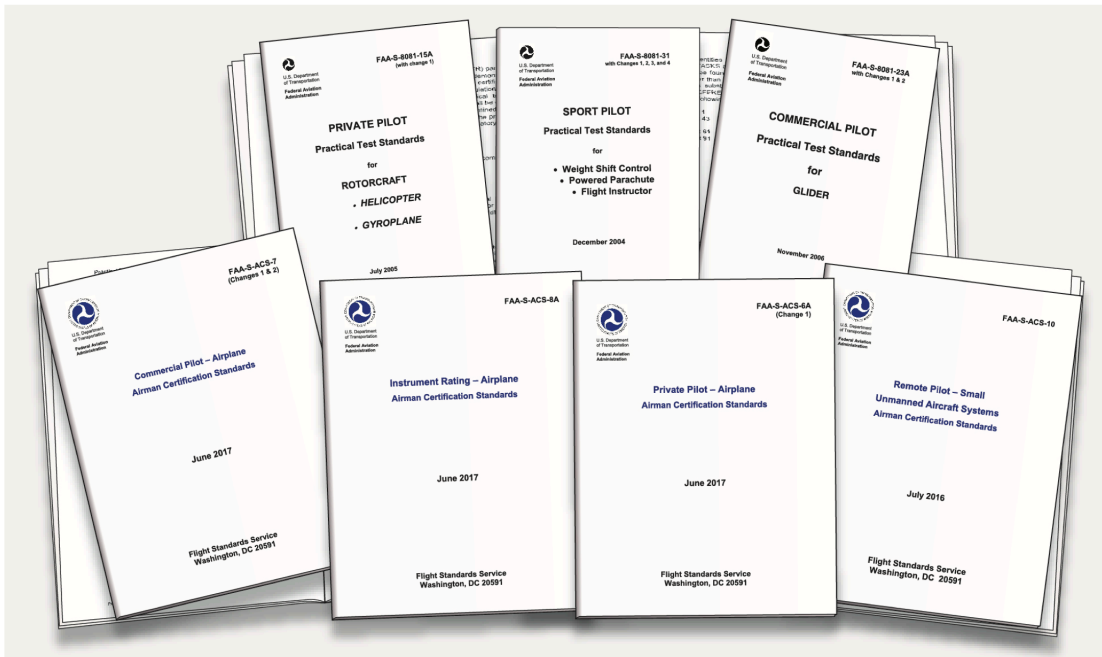 U.S. Department
of Transportation
Federal Aviation
Administration
FAA-S-8081-15A
(with change 1)
PRIVATE PILOT
Practical Test Standards
for
ROTORCRAFT
• HELICOPTER
• GYROPLANE
July 2005
U.S. Department
of Transportation
Federal Aviation
Administration
FAA-S-8081-31
with Changes 1, 2, 3, and 4
SPORT PILOT
Practical Test Standards
for
• Weight Shift Control
• Powered Parachute
• Flight Instructor
December 2004
U.S. Department
of Transportation
Federal Aviation
Administration
FAA-S-8081-23A
with Changes 1 & 2
COMMERCIAL PILOT
Practical Test Standards
for
GLIDER
November 2006
U.S. Department
of Transportation
Federal Aviation
Administration
FAA-S-ACS-7
(Changes 1 & 2)
Commercial Pilot – Airplane
Airman Certification Standards
June 2017
Flight Standards Service
Washington, DC 20591
U.S. Department
of Transportation
Federal Aviation
Administration
FAA-S-ACS-8A
Instrument Rating – Airplane
Airman Certification Standards
June 2017
Flight Standards Service
Washington, DC 20591
U.S. Department
of Transportation
Federal Aviation
Administration
FAA-S-ACS-6A
(Change 1)
Private Pilot – Airplane
Airman Certification Standards
June 2017
Flight Standards Service
Washington, DC 20591
U.S. Department
of Transportation
Federal Aviation
Administration
FAA-S-ACS-10
Remote Pilot – Small
Unmanned Aircraft Systems
Airman Certification Standards
July 2016
Flight Standards Service
Washington, DC 20591